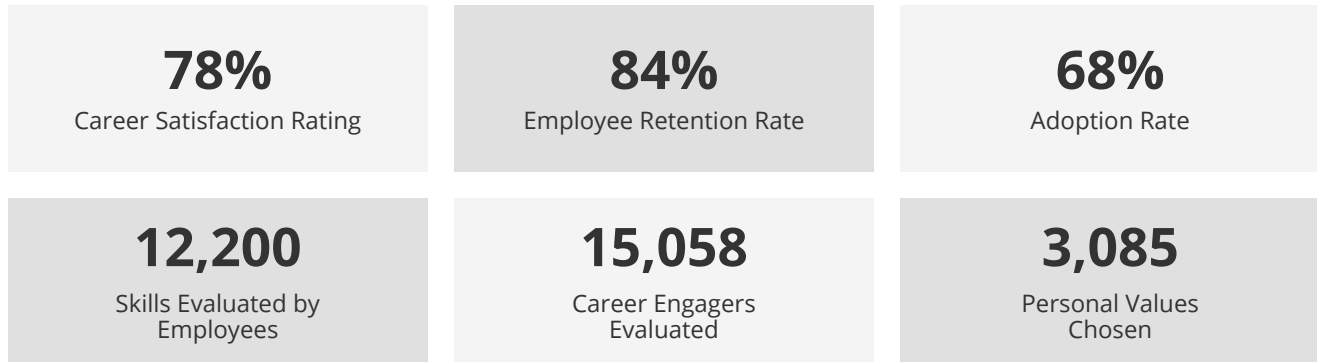 78%
Career Satisfaction Rating
84%
Employee Retention Rate
68%
Adoption Rate
12,200
Skills Evaluated by
Employees
15,058
Career Engagers
Evaluated
3,085
Personal Values
Chosen